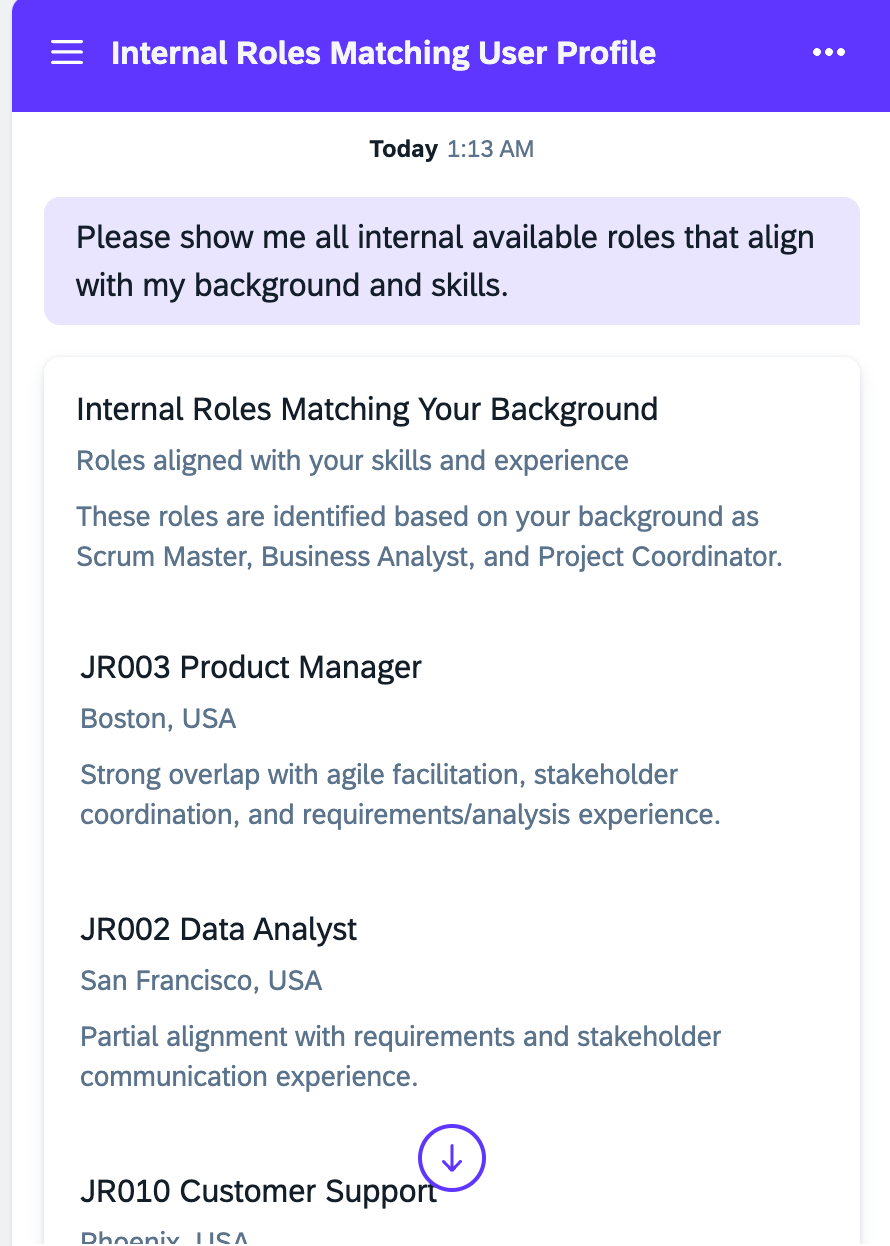 Internal Roles Matching User Profile
Today 1:13 AM
Please show me all internal available roles that align
with my background and skills.
Internal Roles Matching Your Background
Roles aligned with your skills and experience
These roles are identified based on your background as
Scrum Master, Business Analyst, and Project Coordinator.
JR003 Product Manager
Boston, USA
Strong overlap with agile facilitation, stakeholder
coordination, and requirements/analysis experience.
JR002 Data Analyst
San Francisco, USA
Partial alignment with requirements and stakeholder
communication experience.
JR010 Customer Support
Phoenix, USA